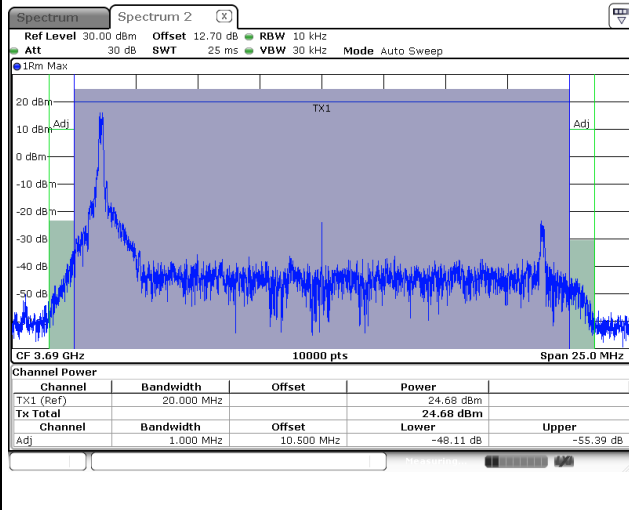 Spectrum Spectrum 2 X
Ref Level 30.00 dBm Offset 12.70 dB RBW 10 kHz
Att 30 dB SWT 25 ms VBW 30 kHz Mode Auto Sweep
1Rm Max
TX1
20 dBm
Adj Adj
10 dBm
0 dBm
-10 dBm
-20 dBm
-30 dB
-40 dB
-50 dB
CF 3.69 GHz 10000 pts Span 25.0 MHz
Channel Power
Channel Bandwidth Offset Power
TX1 (Ref) 20.000 MHz 24.68 dBm
Tx Total 24.68 dBm
Channel Bandwidth Offset Lower Upper
Adj 1.000 MHz 10.500 MHz -48.11 dB -55.39 dB
Measuring...